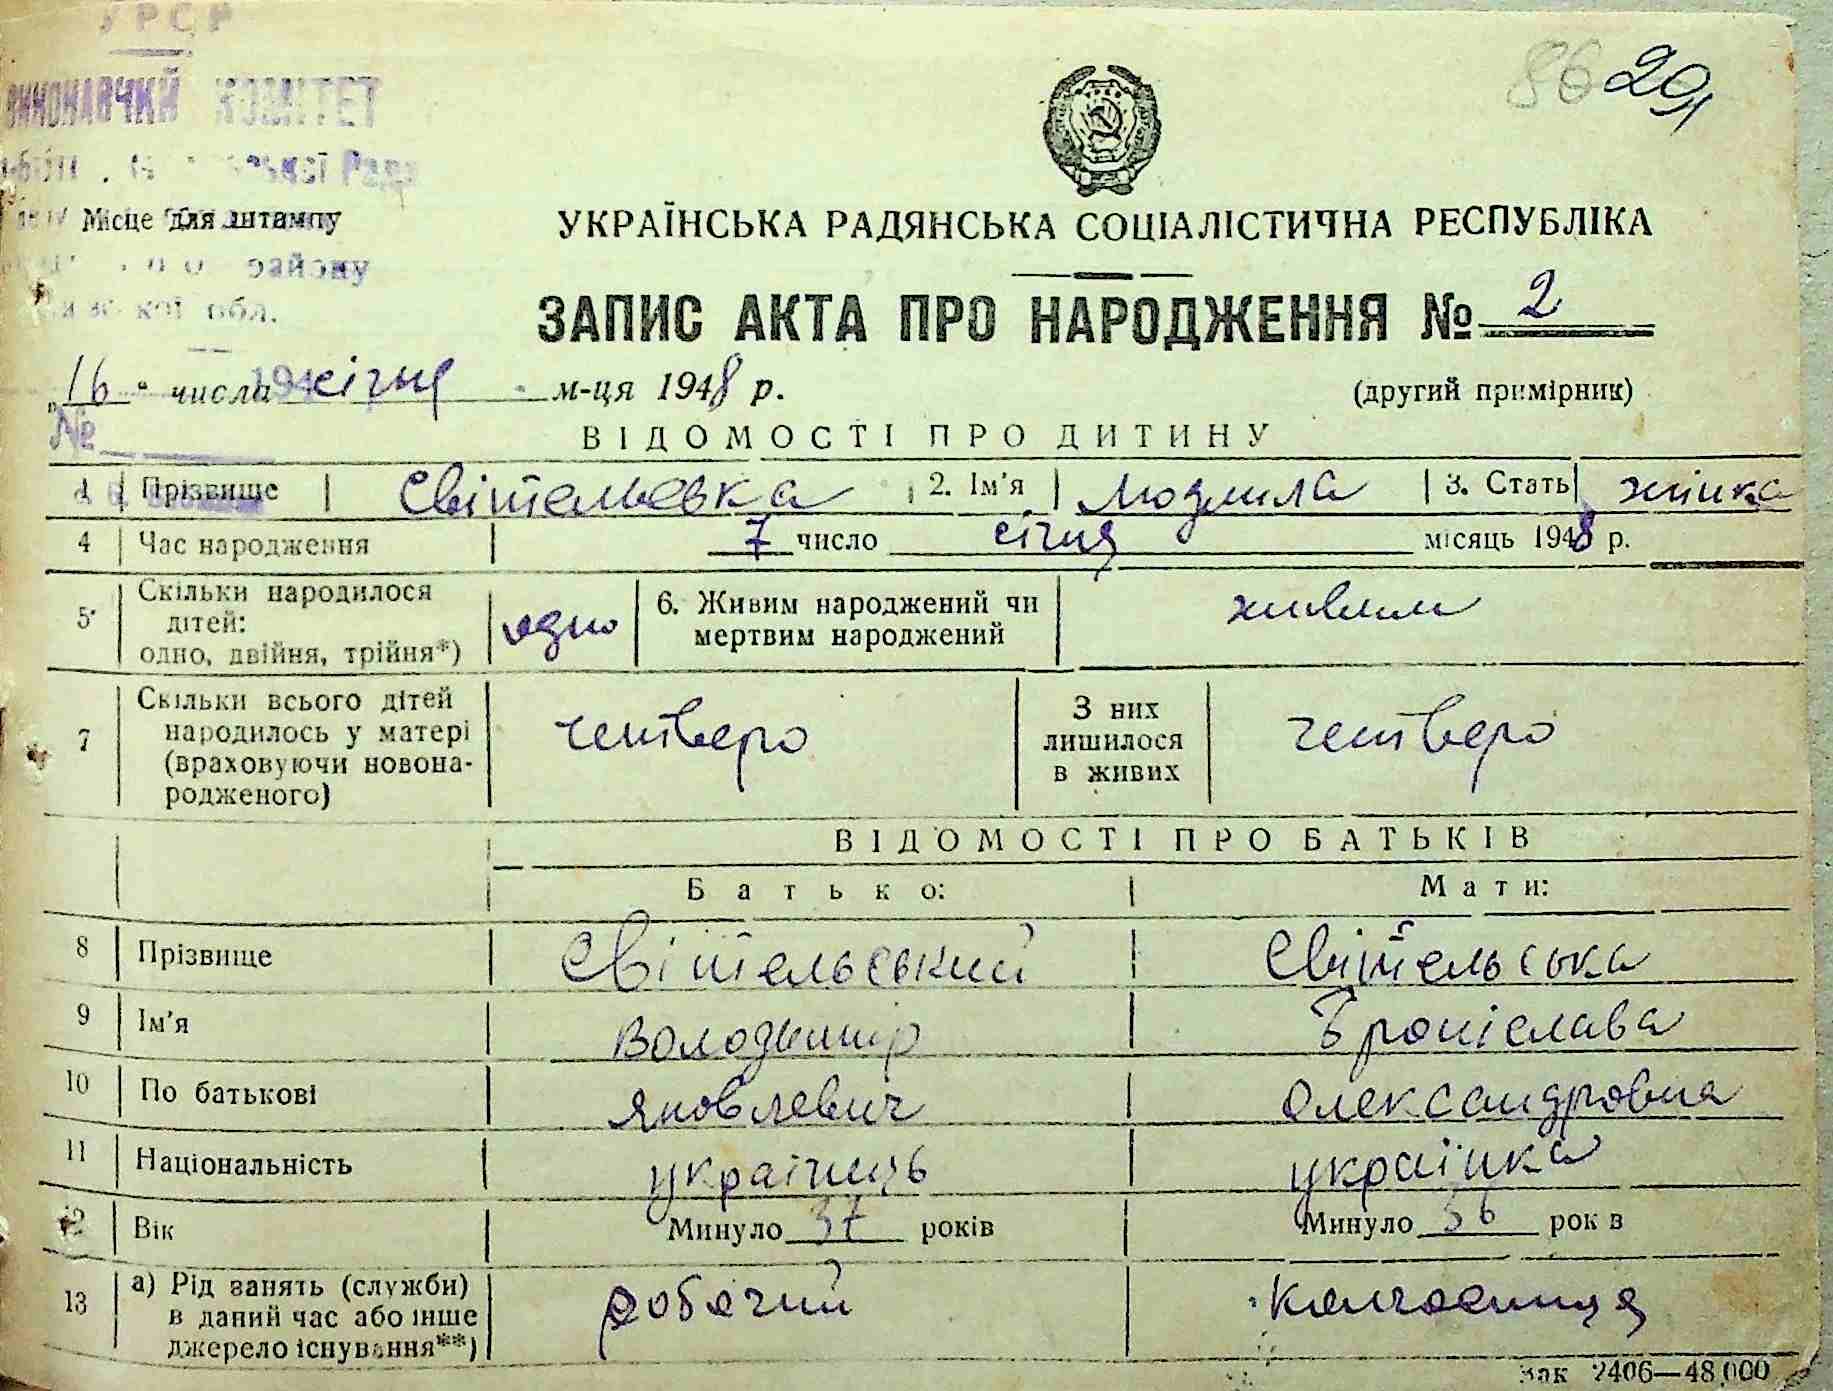 УРСР
ВИКОНАВЧИЙ КОМІТЕТ
86 29
Місце для штампу
району
обл.
УКРАЇНСЬКА РАДЯНСЬКА СОЦІАЛІСТИЧНА РЕСПУБЛІКА
ЗАПИС АКТА ПРО НАРОДЖЕННЯ № 2
„16" числа січня м-ця 1948 р. (другий примірник)
№
ВІДОМОСТІ ПРО ДИТИНУ
1 Прізвище Світельська 2. Ім'я Людмила 3. Стать жінка
4 Час народження 7 число січня місяць 1948 р.
5 Скільки народилося дітей: одно, двійня, трійня*) одно 6. Живим народжений чи мертвим народжений живим
7 Скільки всього дітей народилось у матері (враховуючи новонародженого) четверо З них лишилося в живих четверо
ВІДОМОСТІ ПРО БАТЬКІВ
Батько: Мати:
8 Прізвище Світельський Світельська
9 Ім'я Володимир Броніслава
10 По батькові Яковлевич Олександровна
11 Національність українець українка
12 Вік Минуло 37 років Минуло 36 рок в
13 а) Рід занять (служби) в даний час або інше джерело існування**) робочий колгоспниця
Зак 2406—48.000